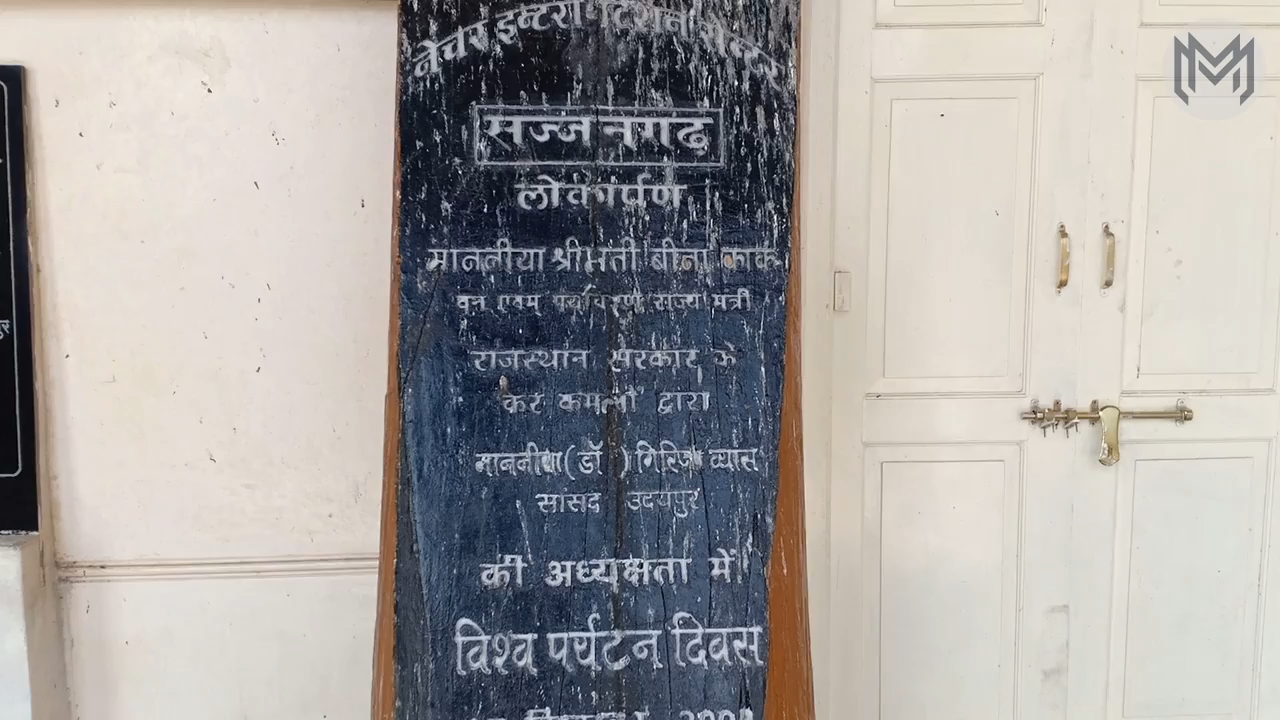 नेचर इन्टरप्रिटेशन सेन्टर
सज्जनगढ़
लोकार्पण
माननीया श्रीमती बीना काक
वन एवम् पर्यावरण राज्य मंत्री
राजस्थान सरकार के
कर कमलों द्वारा
माननीया (डॉ ) गिरिजा व्यास
सांसद उदयपुर
की अध्यक्षता में
विश्व पर्यटन दिवस